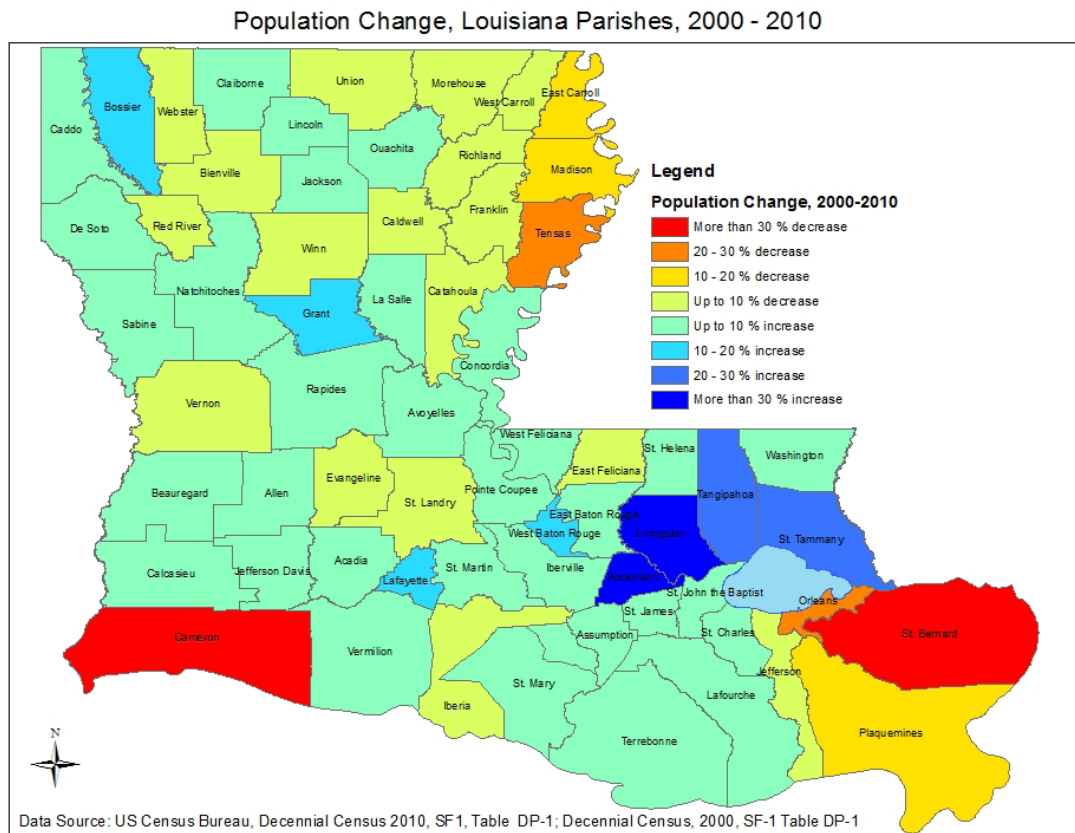 Population Change, Louisiana Parishes, 2000 - 2010
Claiborne
Union
Morehouse
West Carroll
East Carroll
Bossier
Webster
Caddo
Lincoln
Ouachita
Richland
Madison
Bienville
Jackson
Franklin
De Soto
Red River
Caldwell
Tensas
Winn
Natchitoches
La Salle
Catahoula
Grant
Sabine
Concordia
Rapides
Vernon
Avoyelles
West Feliciana
St. Helena
Washington
East Feliciana
Evangeline
Tangipahoa
Beauregard
Allen
St. Landry
Pointe Coupee
East Baton Rouge
West Baton Rouge
Livingston
St. Tammany
Calcasieu
Jefferson Davis
Acadia
Lafayette
St. Martin
Iberville
Ascension
St. John the Baptist
Orleans
Cameron
Vermilion
St. James
Assumption
St. Charles
St. Bernard
Jefferson
Iberia
St. Mary
Lafourche
Terrebonne
Plaquemines
Legend
Population Change, 2000-2010
More than 30 % decrease
20 - 30 % decrease
10 - 20 % decrease
Up to 10 % decrease
Up to 10 % increase
10 - 20 % increase
20 - 30 % increase
More than 30 % increase
N
Data Source: US Census Bureau, Decennial Census 2010, SF1, Table DP-1; Decennial Census, 2000, SF-1 Table DP-1